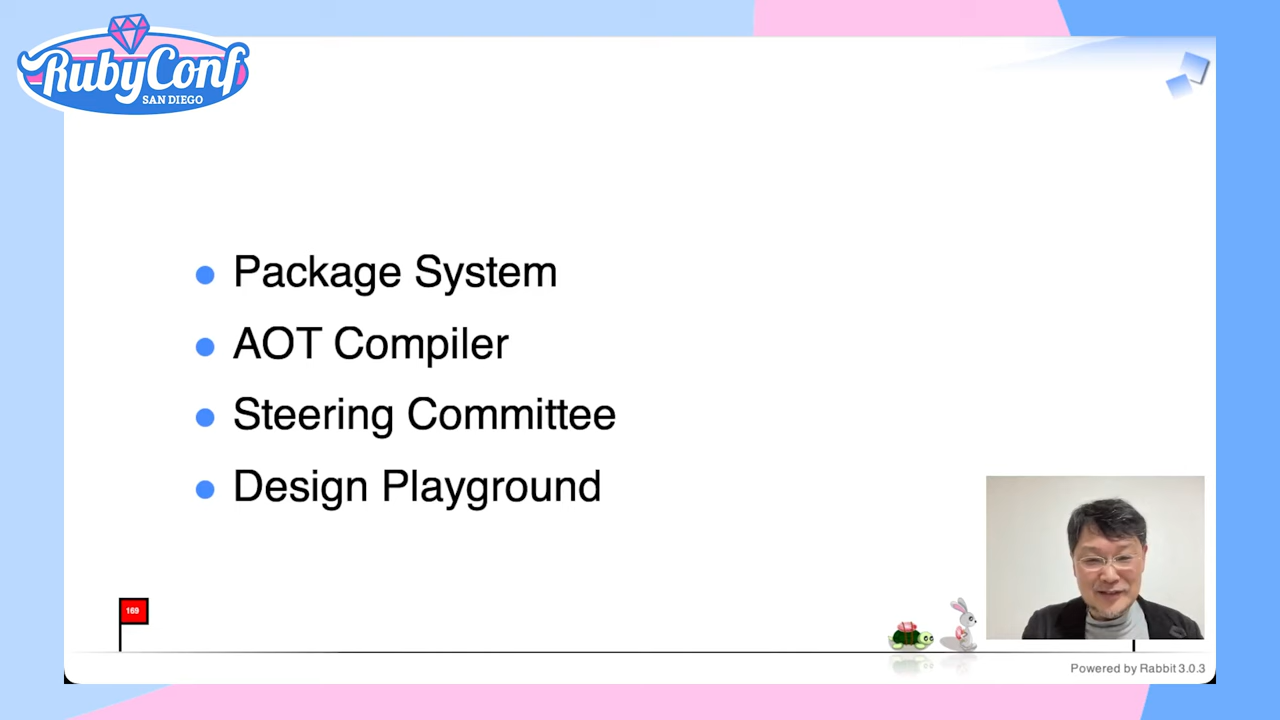 RubyConf
SAN DIEGO
Package System
AOT Compiler
Steering Committee
Design Playground
169
Powered by Rabbit 3.0.3